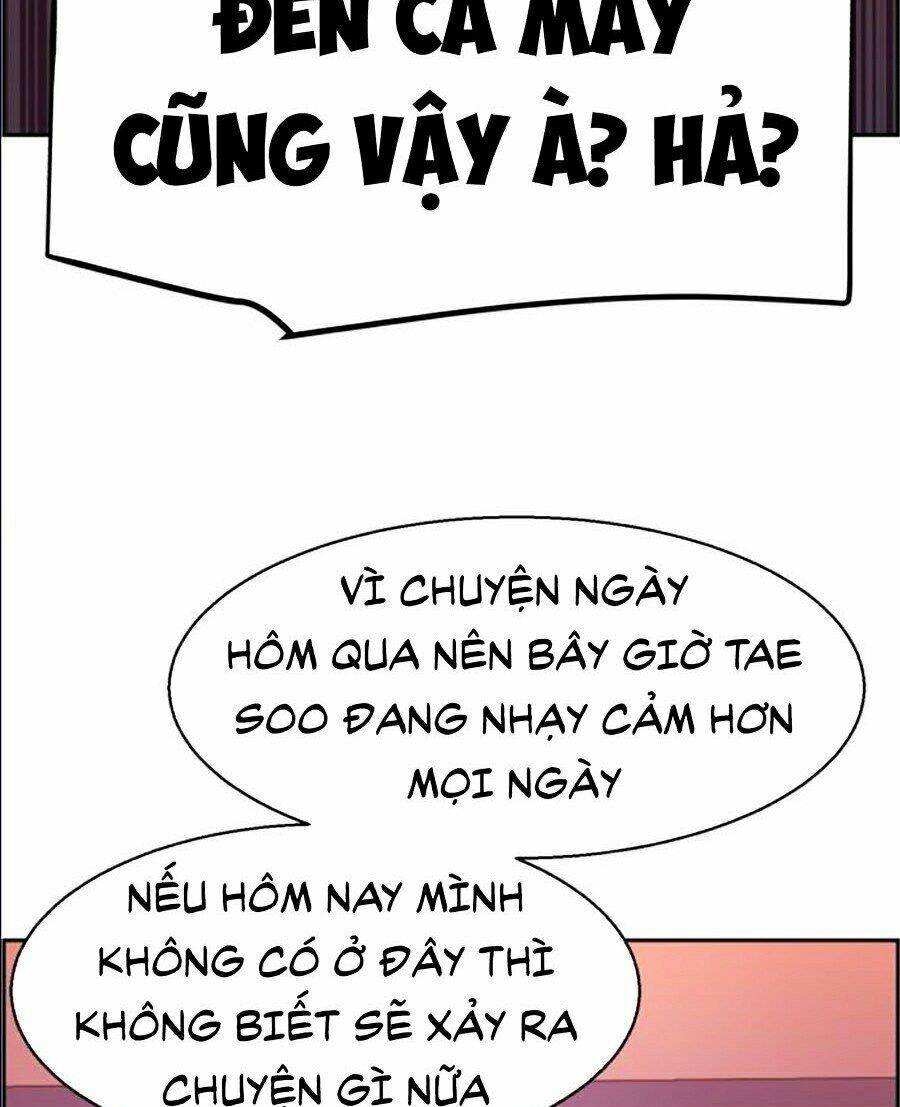 ĐẾN CẢ MÀY
CŨNG VẬY À? HẢ?
VÌ CHUYỆN NGÀY
HÔM QUA NÊN BÂY GIỜ TAE
SOO ĐANG NHẠY CẢM HƠN
MỌI NGÀY
NẾU HÔM NAY MÌNH
KHÔNG CÓ Ở ĐÂY THÌ
KHÔNG BIẾT SẼ XẢY RA
CHUYỆN GÌ NỮA